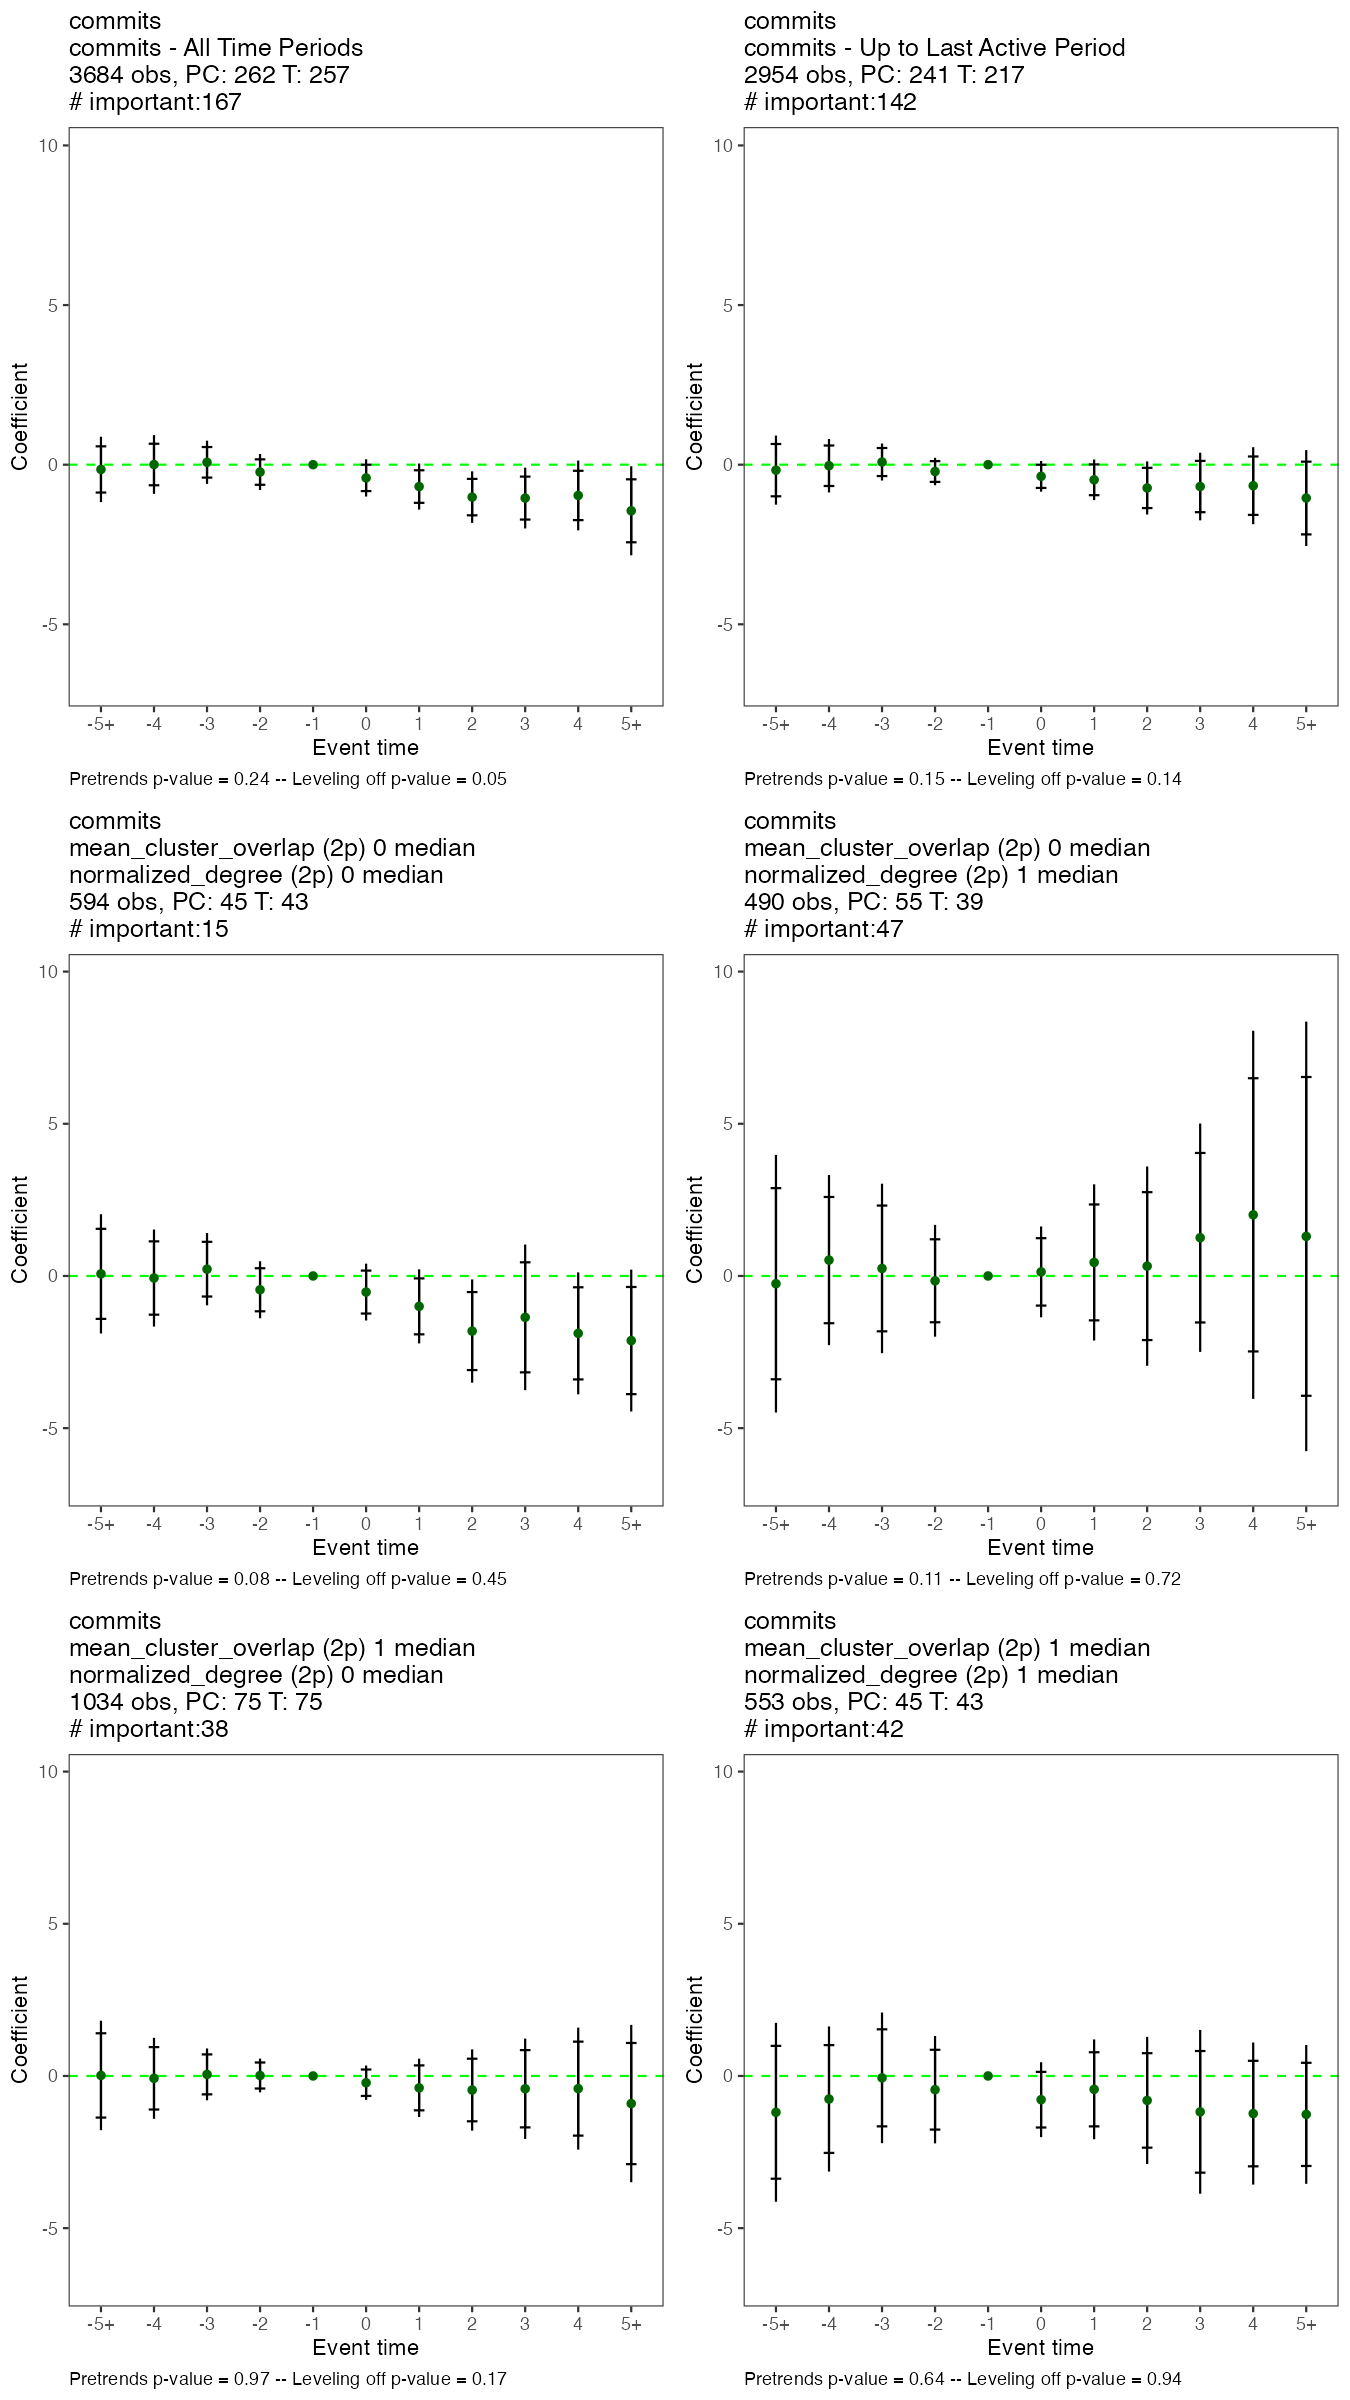 commits
commits - All Time Periods
3684 obs, PC: 262 T: 257
# important:167
10
5
0
-5
Coefficient
-5+ -4 -3 -2 -1 0 1 2 3 4 5+
Event time
Pretrends p-value = 0.24 -- Leveling off p-value = 0.05
commits
commits - Up to Last Active Period
2954 obs, PC: 241 T: 217
# important:142
10
5
0
-5
Coefficient
-5+ -4 -3 -2 -1 0 1 2 3 4 5+
Event time
Pretrends p-value = 0.15 -- Leveling off p-value = 0.14
commits
mean_cluster_overlap (2p) 0 median
normalized_degree (2p) 0 median
594 obs, PC: 45 T: 43
# important:15
10
5
0
-5
Coefficient
-5+ -4 -3 -2 -1 0 1 2 3 4 5+
Event time
Pretrends p-value = 0.08 -- Leveling off p-value = 0.45
commits
mean_cluster_overlap (2p) 0 median
normalized_degree (2p) 1 median
490 obs, PC: 55 T: 39
# important:47
10
5
0
-5
Coefficient
-5+ -4 -3 -2 -1 0 1 2 3 4 5+
Event time
Pretrends p-value = 0.11 -- Leveling off p-value = 0.72
commits
mean_cluster_overlap (2p) 1 median
normalized_degree (2p) 0 median
1034 obs, PC: 75 T: 75
# important:38
10
5
0
-5
Coefficient
-5+ -4 -3 -2 -1 0 1 2 3 4 5+
Event time
Pretrends p-value = 0.97 -- Leveling off p-value = 0.17
commits
mean_cluster_overlap (2p) 1 median
normalized_degree (2p) 1 median
553 obs, PC: 45 T: 43
# important:42
10
5
0
-5
Coefficient
-5+ -4 -3 -2 -1 0 1 2 3 4 5+
Event time
Pretrends p-value = 0.64 -- Leveling off p-value = 0.94